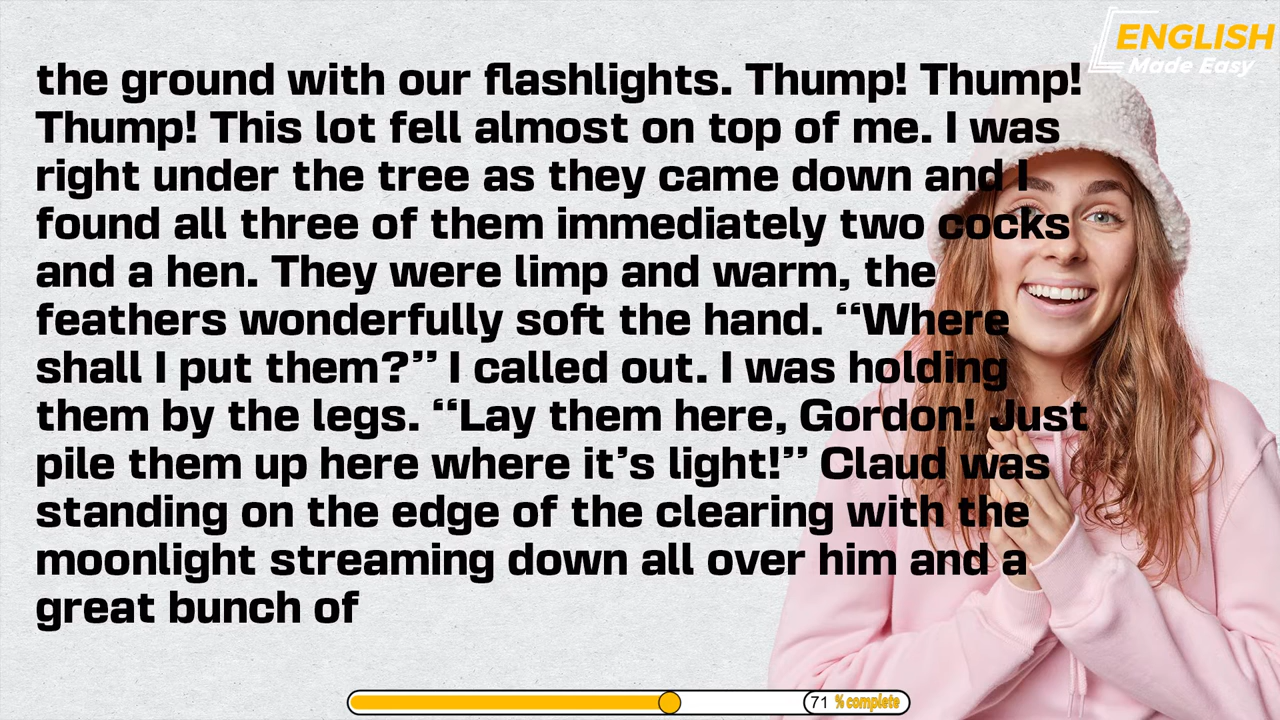 ENGLISH
Made Easy
the ground with our flashlights. Thump! Thump!
Thump! This lot fell almost on top of me. I was
right under the tree as they came down and I
found all three of them immediately two cocks
and a hen. They were limp and warm, the
feathers wonderfully soft the hand. “Where
shall I put them?” I called out. I was holding
them by the legs. “Lay them here, Gordon! Just
pile them up here where it’s light!” Claud was
standing on the edge of the clearing with the
moonlight streaming down all over him and a
great bunch of
71 % complete